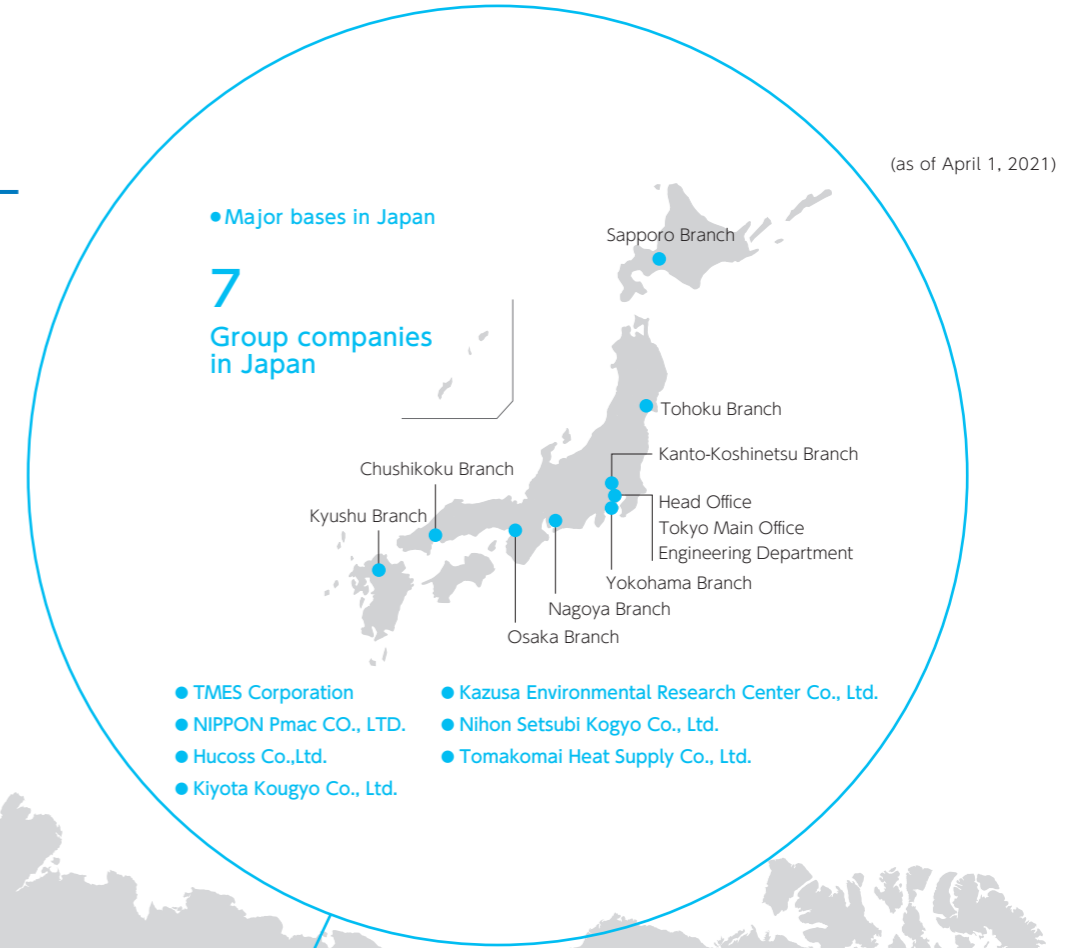 (as of April 1, 2021)
•Major bases in Japan
7
Group companies
in Japan
Sapporo Branch
Tohoku Branch
Kanto-Koshinetsu Branch
Chushikoku Branch
Head Office
Kyushu Branch
Tokyo Main Office
Engineering Department
Yokohama Branch
Nagoya Branch
Osaka Branch
● TMES Corporation
● NIPPON Pmac CO., LTD.
● Hucoss Co.,Ltd.
● Kiyota Kougyo Co., Ltd.
● Kazusa Environmental Research Center Co., Ltd.
● Nihon Setsubi Kogyo Co., Ltd.
● Tomakomai Heat Supply Co., Ltd.